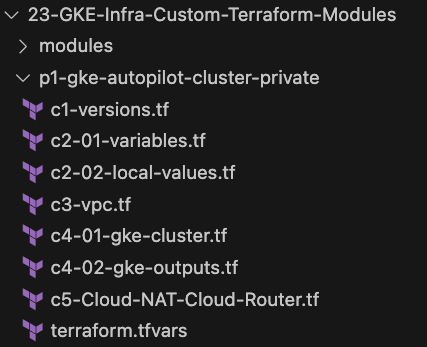 23-GKE-Infra-Custom-Terraform-Modules
modules
p1-gke-autopilot-cluster-private
c1-versions.tf
c2-01-variables.tf
c2-02-local-values.tf
c3-vpc.tf
c4-01-gke-cluster.tf
c4-02-gke-outputs.tf
c5-Cloud-NAT-Cloud-Router.tf
terraform.tfvars